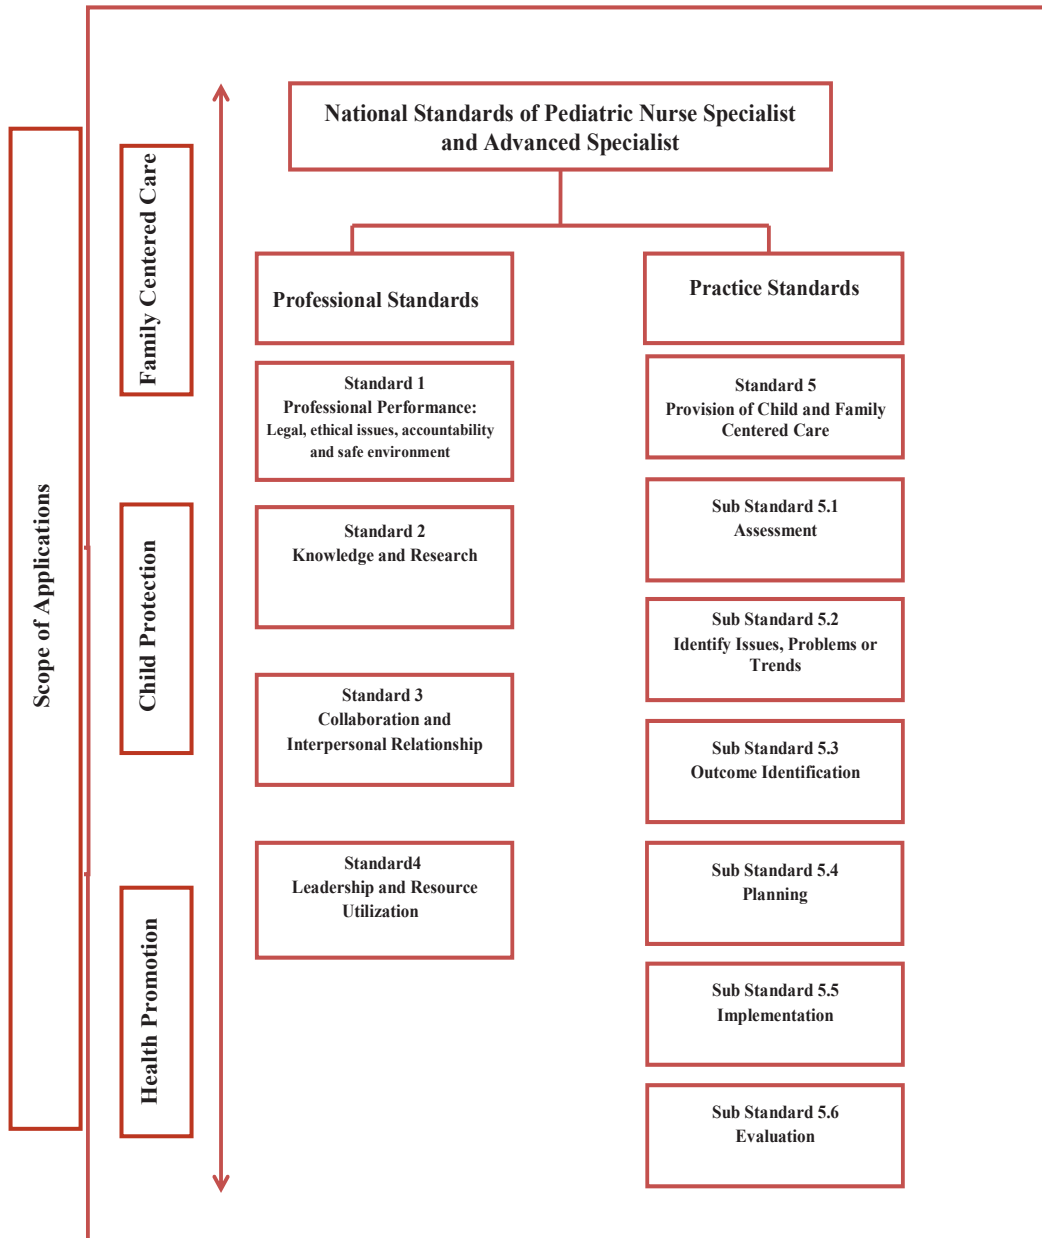 National Standards of Pediatric Nurse Specialist
and Advanced Specialist
Scope of Applications
Family Centered Care
Child Protection
Health Promotion
Professional Standards
Standard 1
Professional Performance:
Legal, ethical issues, accountability
and safe environment
Standard 2
Knowledge and Research
Standard 3
Collaboration and
Interpersonal Relationship
Standard4
Leadership and Resource
Utilization
Practice Standards
Standard 5
Provision of Child and Family
Centered Care
Sub Standard 5.1
Assessment
Sub Standard 5.2
Identify Issues, Problems or
Trends
Sub Standard 5.3
Outcome Identification
Sub Standard 5.4
Planning
Sub Standard 5.5
Implementation
Sub Standard 5.6
Evaluation